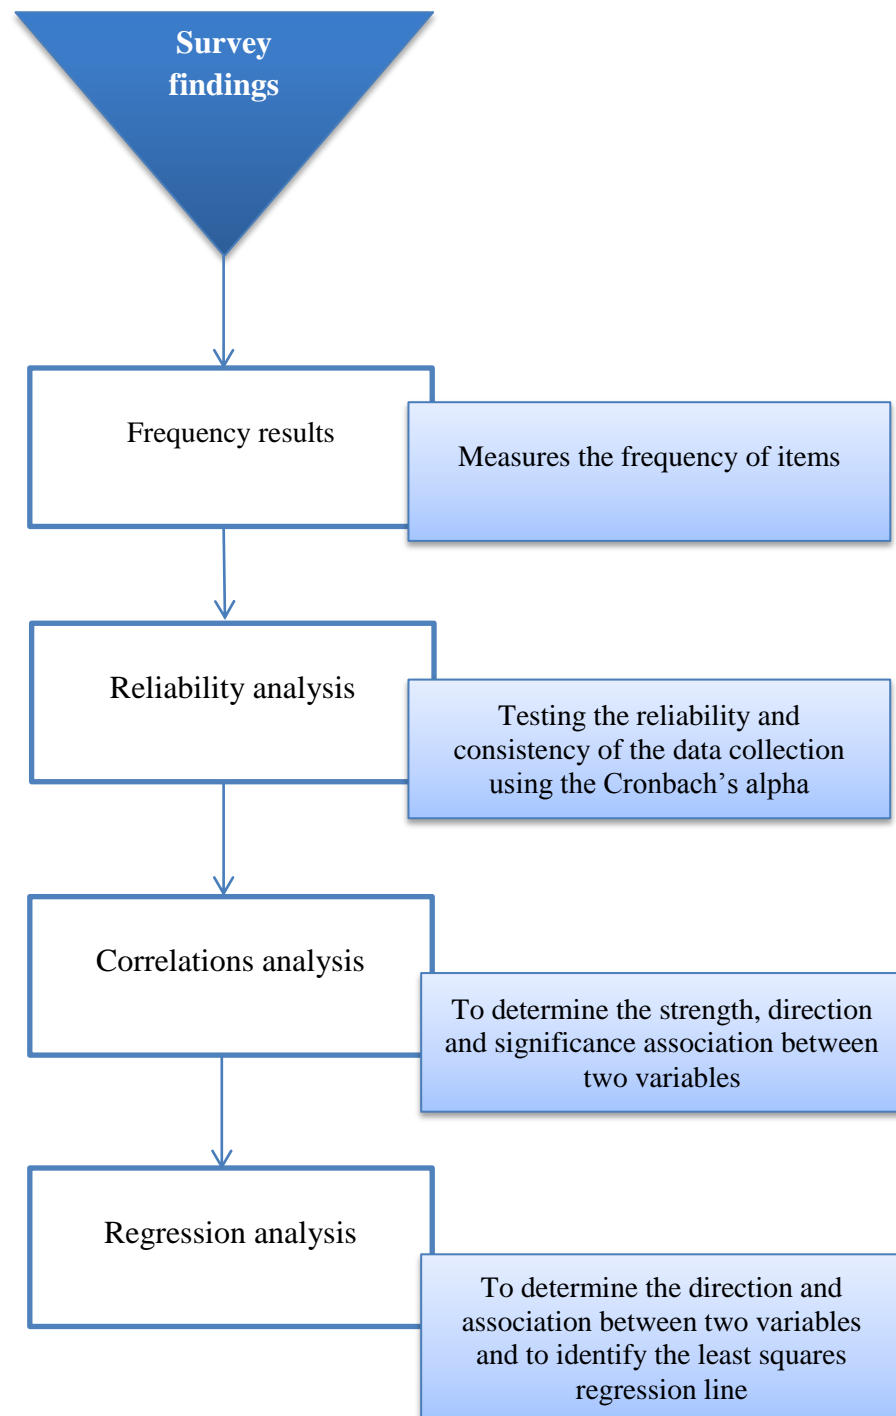 Survey
findings
Frequency results
Measures the frequency of items
Reliability analysis
Testing the reliability and
consistency of the data collection
using the Cronbach’s alpha
Correlations analysis
To determine the strength, direction
and significance association between
two variables
Regression analysis
To determine the direction and
association between two variables
and to identify the least squares
regression line